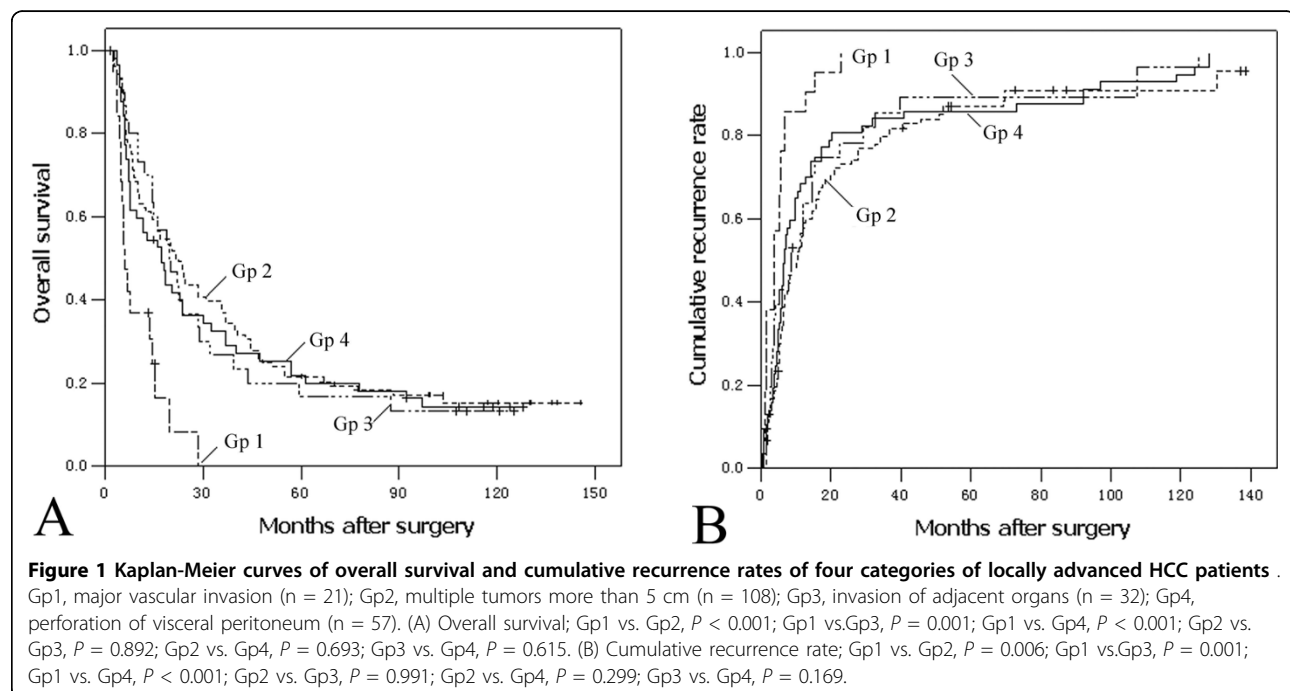 1.0
0.8
0.6
0.4
0.2
0.0
Overall survival
Gp 2
Gp 4
Gp 3
Gp 1
0
30
60
90
120
150
Months after surgery
A
1.0
0.8
0.6
0.4
0.2
0.0
Cumulative recurrence rate
Gp 1
Gp 3
Gp 4
Gp 2
0
20
40
60
80
100
120
140
Months after surgery
B
Figure 1 Kaplan-Meier curves of overall survival and cumulative recurrence rates of four categories of locally advanced HCC patients .
Gp1, major vascular invasion (n = 21); Gp2, multiple tumors more than 5 cm (n = 108); Gp3, invasion of adjacent organs (n = 32); Gp4,
perforation of visceral peritoneum (n = 57). (A) Overall survival; Gp1 vs. Gp2, P < 0.001; Gp1 vs.Gp3, P = 0.001; Gp1 vs. Gp4, P < 0.001; Gp2 vs.
Gp3, P = 0.892; Gp2 vs. Gp4, P = 0.693; Gp3 vs. Gp4, P = 0.615. (B) Cumulative recurrence rate; Gp1 vs. Gp2, P = 0.006; Gp1 vs.Gp3, P = 0.001;
Gp1 vs. Gp4, P < 0.001; Gp2 vs. Gp3, P = 0.991; Gp2 vs. Gp4, P = 0.299; Gp3 vs. Gp4, P = 0.169.